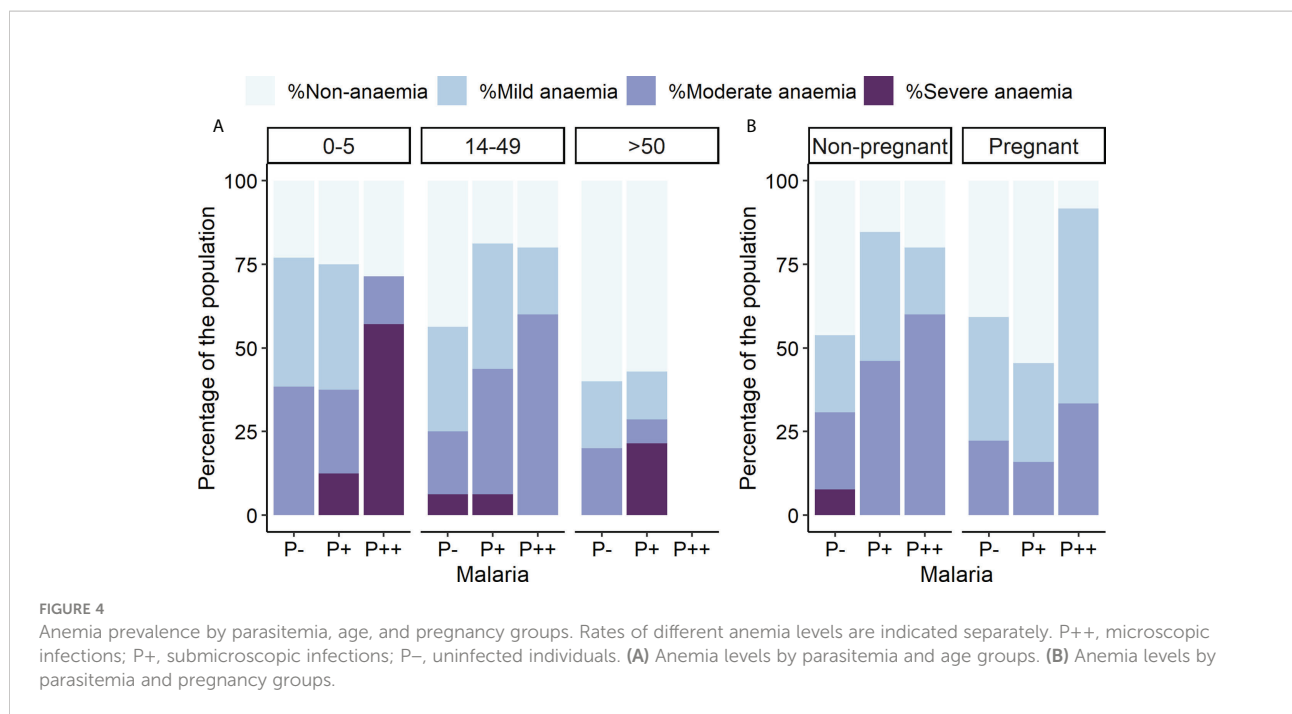 %Non-anaemia %Mild anaemia %Moderate anaemia %Severe anaemia
A
0-5 14-49 >50
Percentage of the population
100
75
50
25
0
P- P+ P++ P- P+ P++ P- P+ P++
Malaria
B
Non-pregnant Pregnant
Percentage of the population
100
75
50
25
0
P- P+ P++ P- P+ P++
Malaria
FIGURE 4
Anemia prevalence by parasitemia, age, and pregnancy groups. Rates of different anemia levels are indicated separately. P++, microscopic
infections; P+, submicroscopic infections; P–, uninfected individuals. (A) Anemia levels by parasitemia and age groups. (B) Anemia levels by
parasitemia and pregnancy groups.